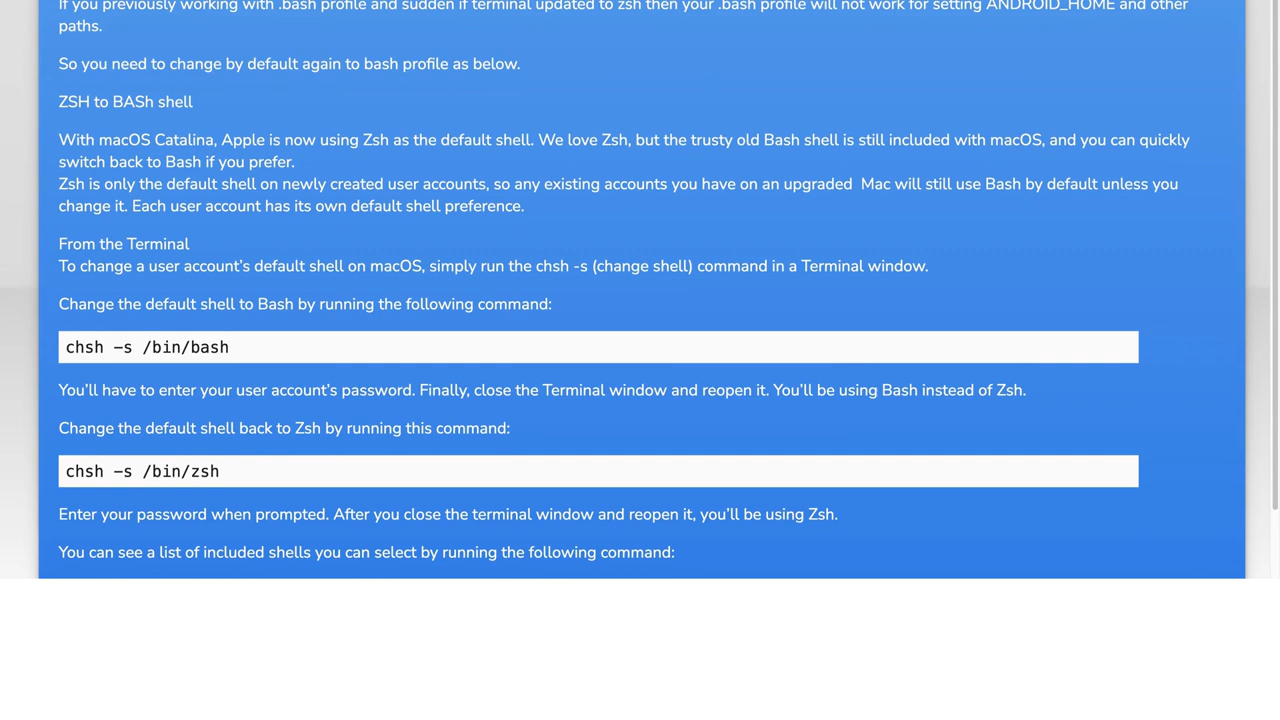 If you previously working with .bash profile and sudden if terminal updated to zsh then your .bash profile will not work for setting ANDROID_HOME and other
paths.
So you need to change by default again to bash profile as below.
ZSH to BASh shell
With macOS Catalina, Apple is now using Zsh as the default shell. We love Zsh, but the trusty old Bash shell is still included with macOS, and you can quickly
switch back to Bash if you prefer.
Zsh is only the default shell on newly created user accounts, so any existing accounts you have on an upgraded  Mac will still use Bash by default unless you
change it. Each user account has its own default shell preference.
From the Terminal
To change a user account’s default shell on macOS, simply run the chsh -s (change shell) command in a Terminal window.
Change the default shell to Bash by running the following command:
chsh –s /bin/bash
You’ll have to enter your user account’s password. Finally, close the Terminal window and reopen it. You’ll be using Bash instead of Zsh.
Change the default shell back to Zsh by running this command:
chsh –s /bin/zsh
Enter your password when prompted. After you close the terminal window and reopen it, you’ll be using Zsh.
You can see a list of included shells you can select by running the following command: